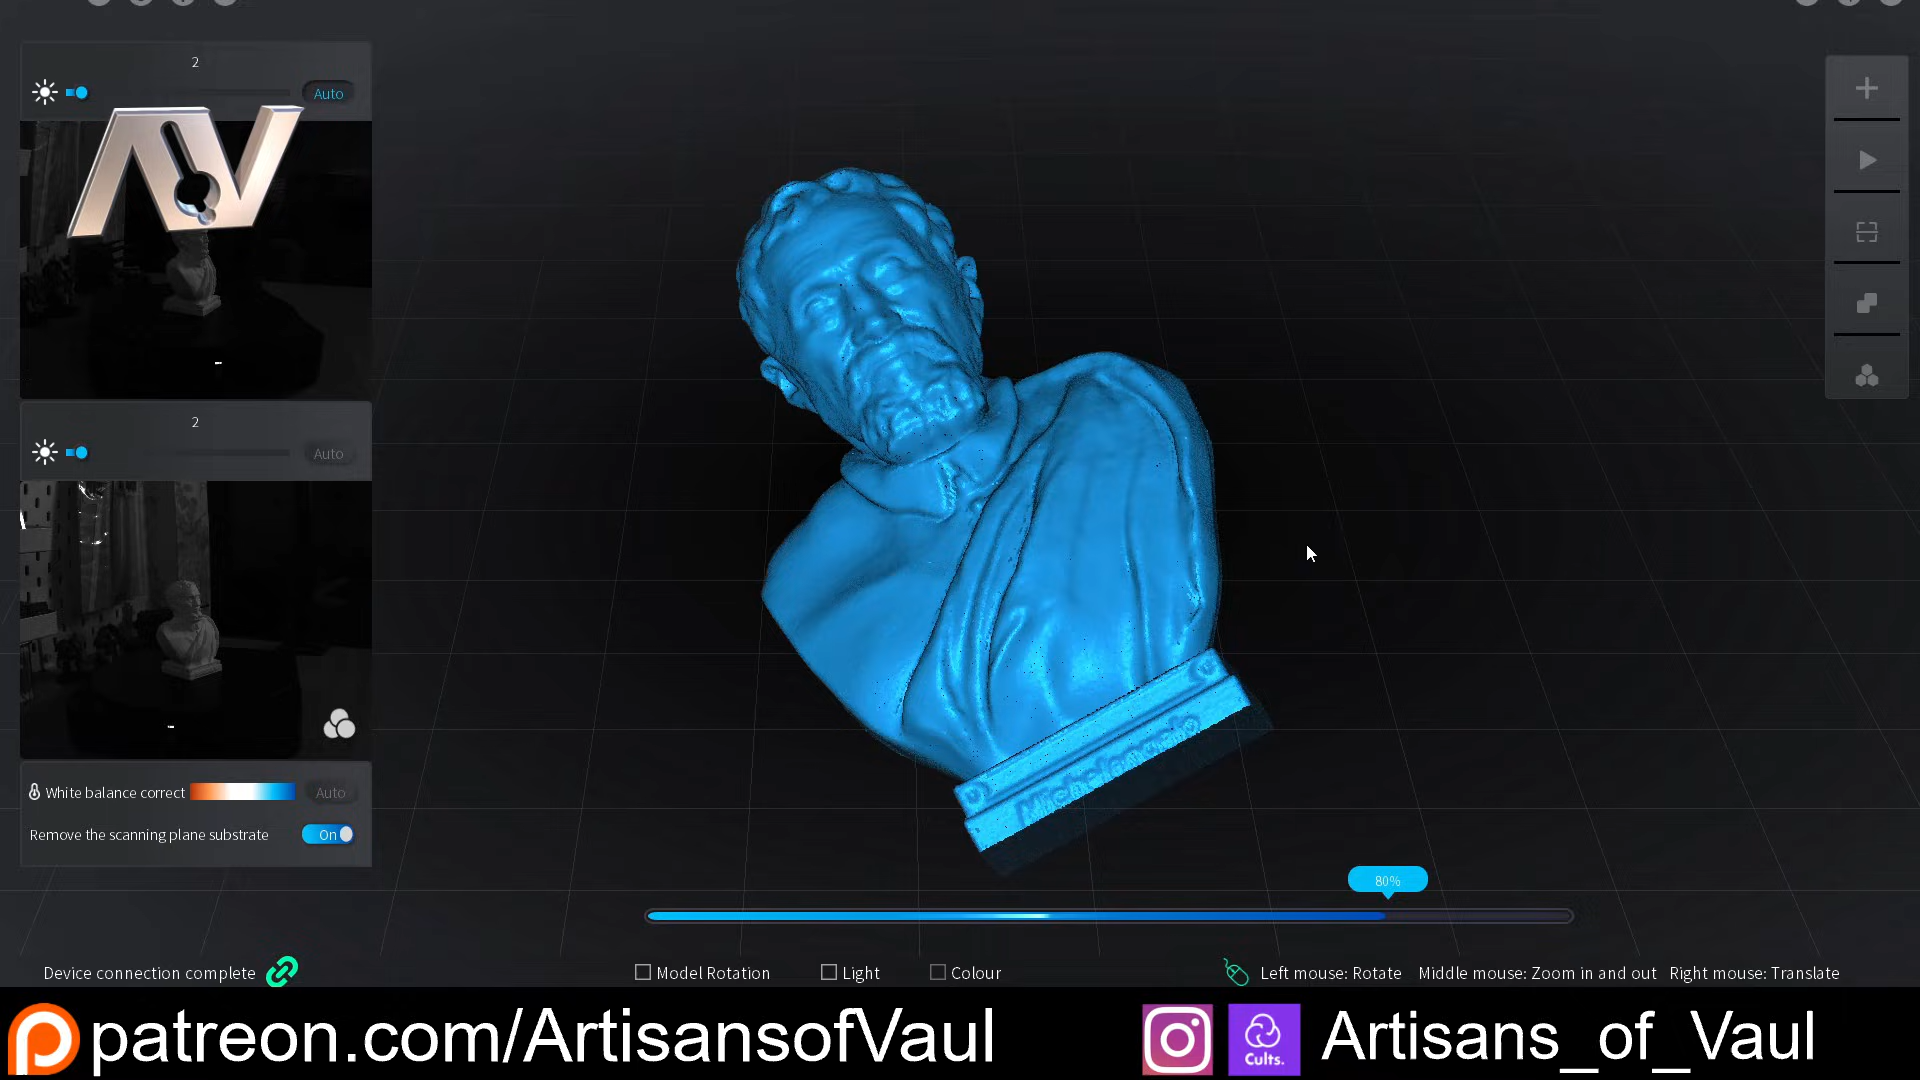 2
Auto
AV
2
Auto
White balance correct Auto
Remove the scanning plane substrate On
Michelangelo
80%
Device connection complete
Model Rotation Light Colour
Left mouse: Rotate Middle mouse: Zoom in and out Right mouse: Translate
patreon.com/ArtisansofVaul
Cults.
Artisans_of_Vaul